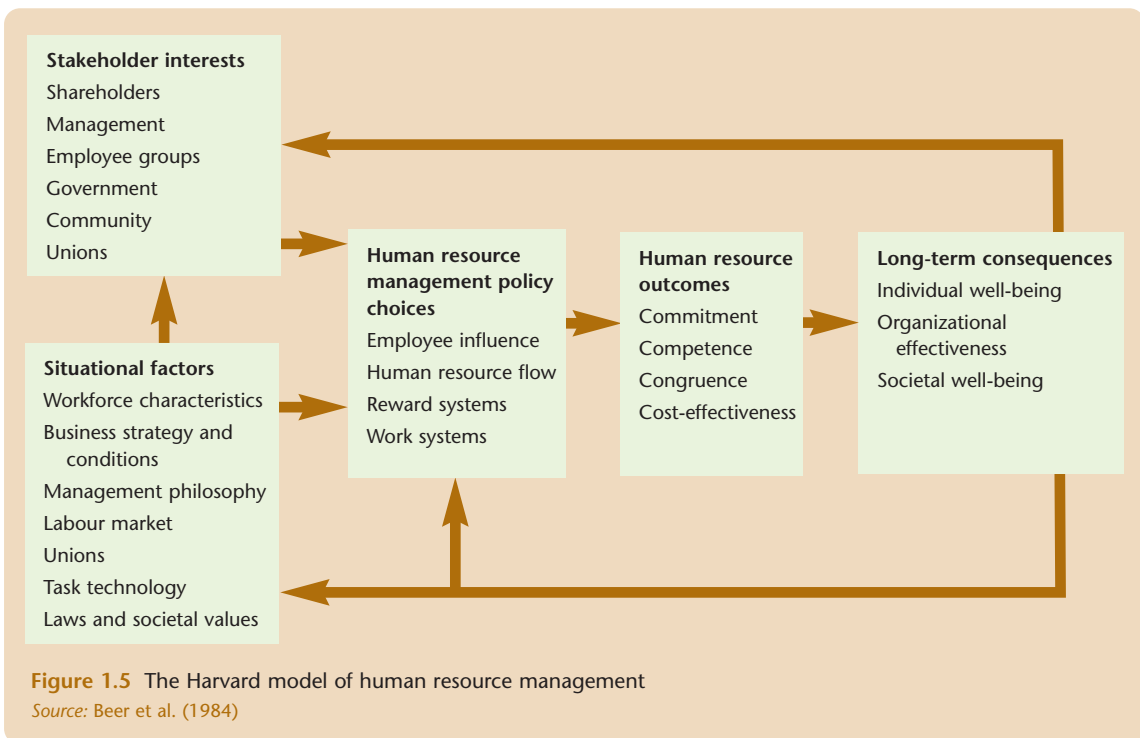 Stakeholder interests
Shareholders
Management
Employee groups
Government
Community
Unions
Situational factors
Workforce characteristics
Business strategy and
conditions
Management philosophy
Labour market
Unions
Task technology
Laws and societal values
Human resource
management policy
choices
Employee influence
Human resource flow
Reward systems
Work systems
Human resource
outcomes
Commitment
Competence
Congruence
Cost-effectiveness
Long-term consequences
Individual well-being
Organizational
effectiveness
Societal well-being
Figure 1.5 The Harvard model of human resource management
Source: Beer et al. (1984)